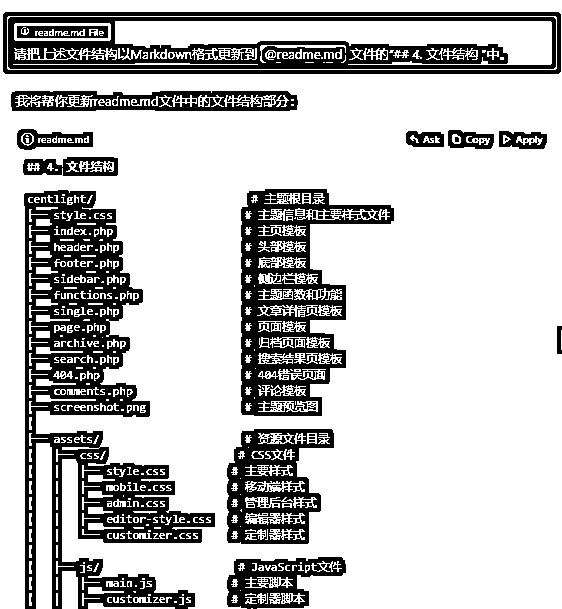 readme.md File
请把上述文件结构以Markdown格式更新到 @readme.md 文件的"## 4. 文件结构 "中。
我将帮你更新readme.md文件中的文件结构部分：
readme.md Ask Copy Apply
## 4. 文件结构
centlight/ # 主题根目录
├── style.css # 主题信息和主要样式文件
├── index.php # 主页模板
├── header.php # 头部模板
├── footer.php # 底部模板
├── sidebar.php # 侧边栏模板
├── functions.php # 主题函数和功能
├── single.php # 文章详情页模板
├── page.php # 页面模板
├── archive.php # 归档页面模板
├── search.php # 搜索结果页模板
├── 404.php # 404错误页面
├── comments.php # 评论模板
├── screenshot.png # 主题预览图
│
├── assets/ # 资源文件目录
│   ├── css/ # CSS文件
│   │   ├── style.css # 主要样式
│   │   ├── mobile.css # 移动端样式
│   │   ├── admin.css # 管理后台样式
│   │   ├── editor-style.css # 编辑器样式
│   │   └── customizer.css # 定制器样式
│   │
│   ├── js/ # JavaScript文件
│   │   ├── main.js # 主要脚本
│   │   ├── customizer.js # 定制器脚本